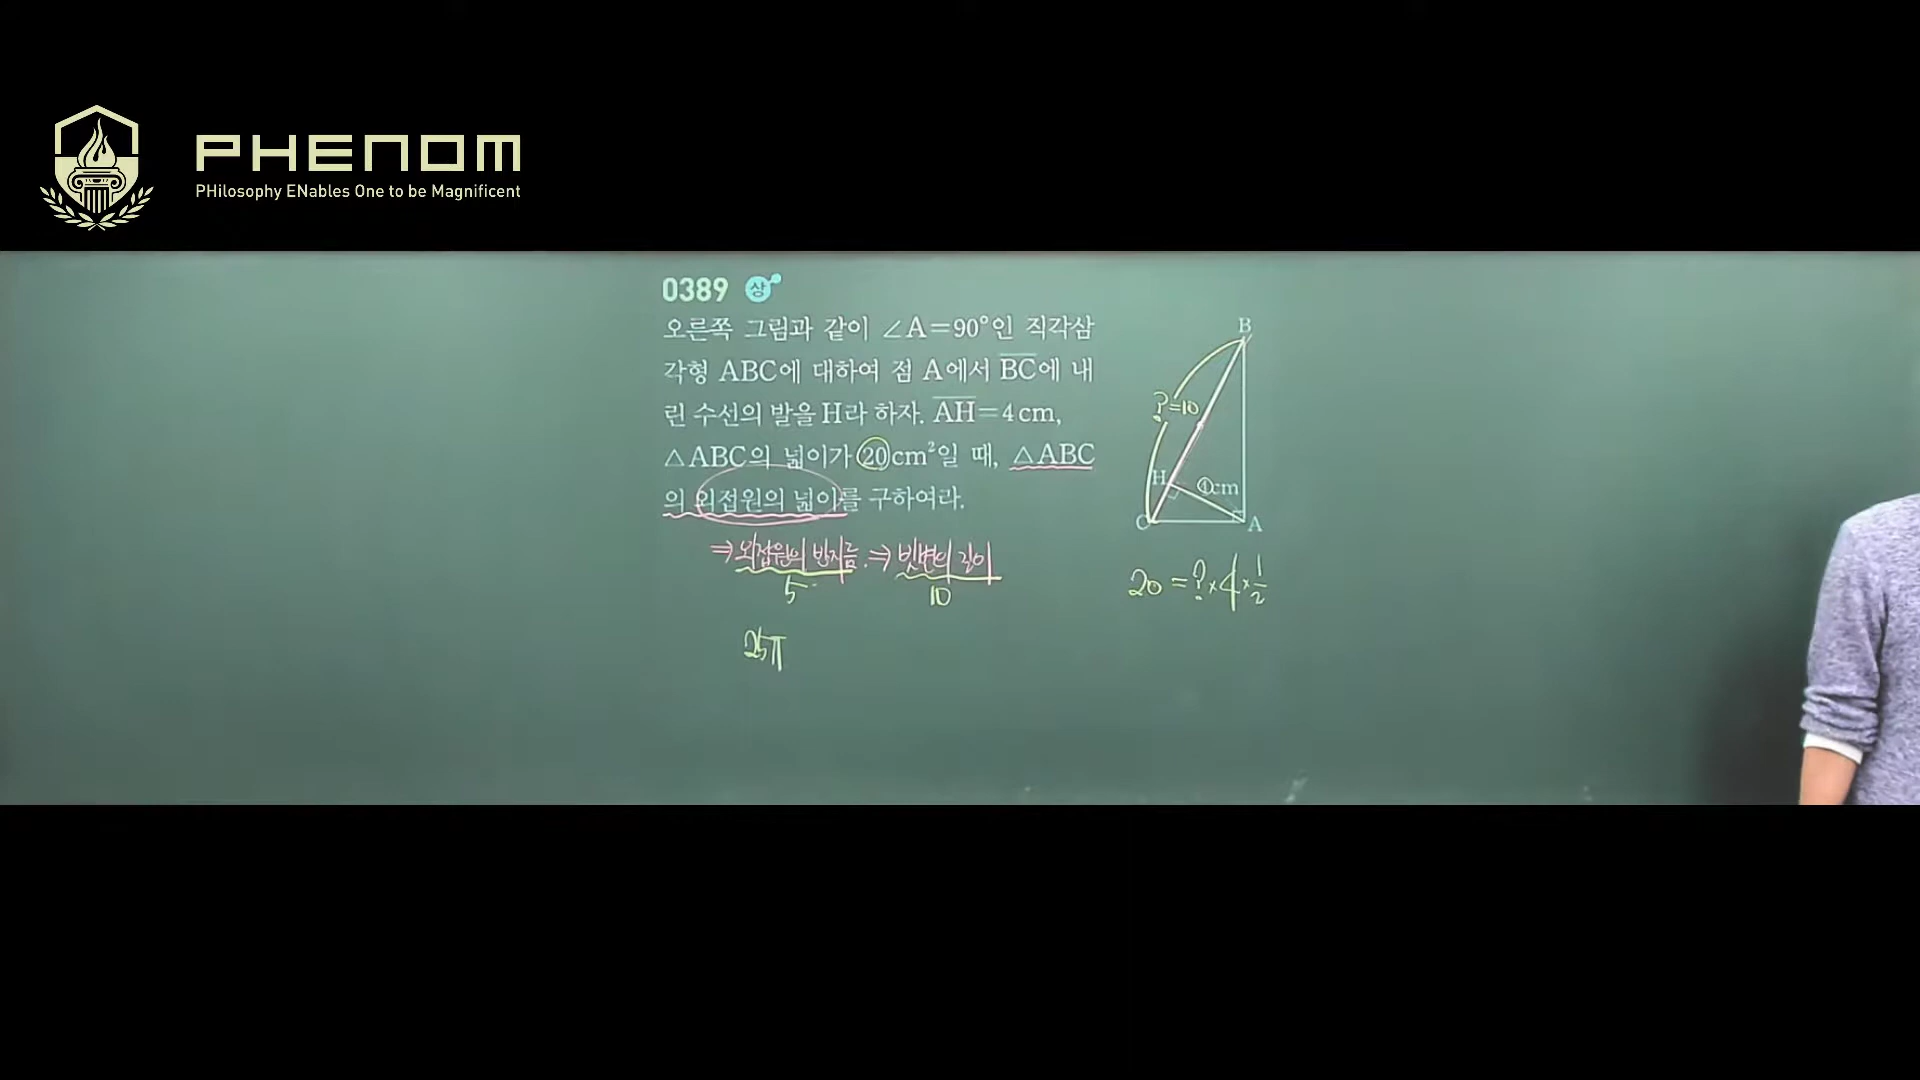 PHENOM
PHilosophy ENables One to be Magnificent
0389 상
오른쪽 그림과 같이 ∠A=90°인 직각삼
각형 ABC에 대하여 점 A에서 BC에 내
린 수선의 발을 H라 하자. AH=4cm,
△ABC의 넓이가 20cm²일 때, △ABC
의 외접원의 넓이를 구하여라.
⇒ 외접원의 반지름. ⇒ 빗변의 길이
5 10
25π
B
?=10
H 4cm
C A
20 = ? × 4 × 1/2